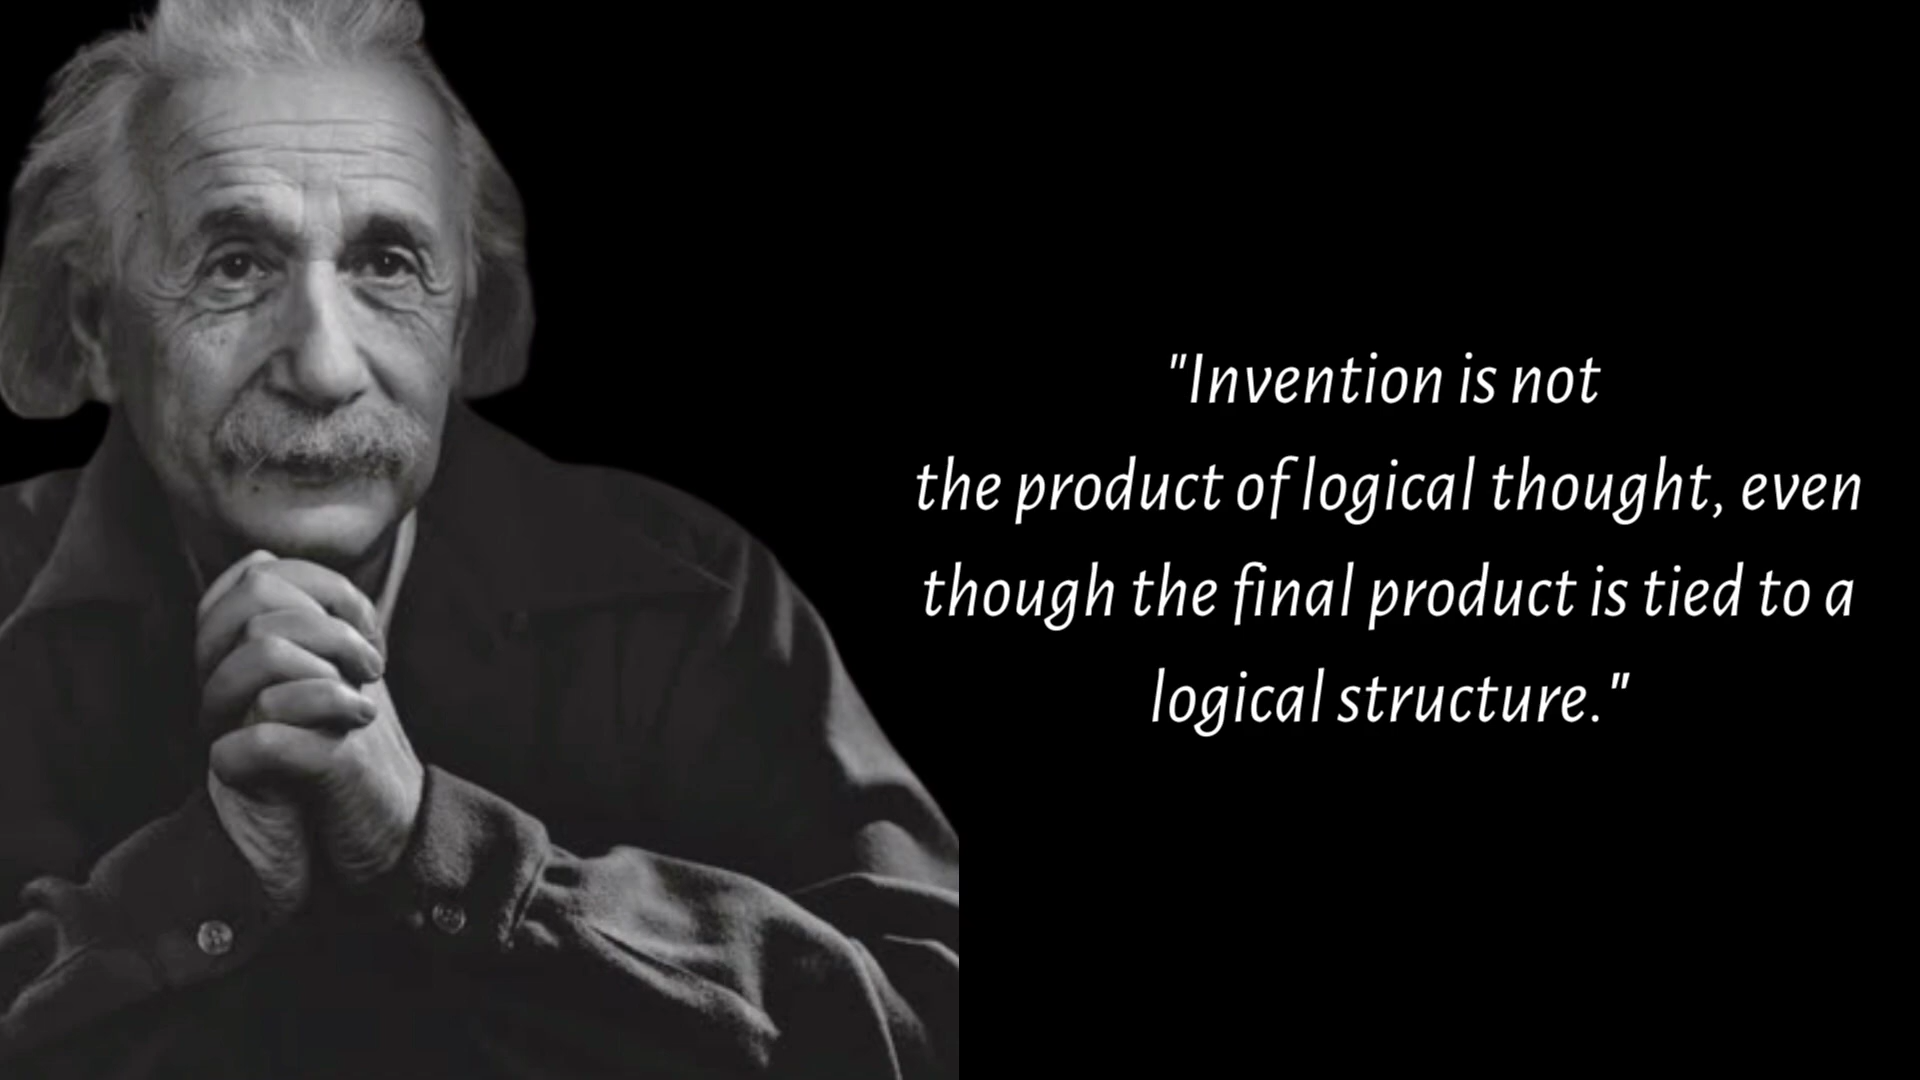 "Invention is not
the product of logical thought, even
though the final product is tied to a
logical structure."